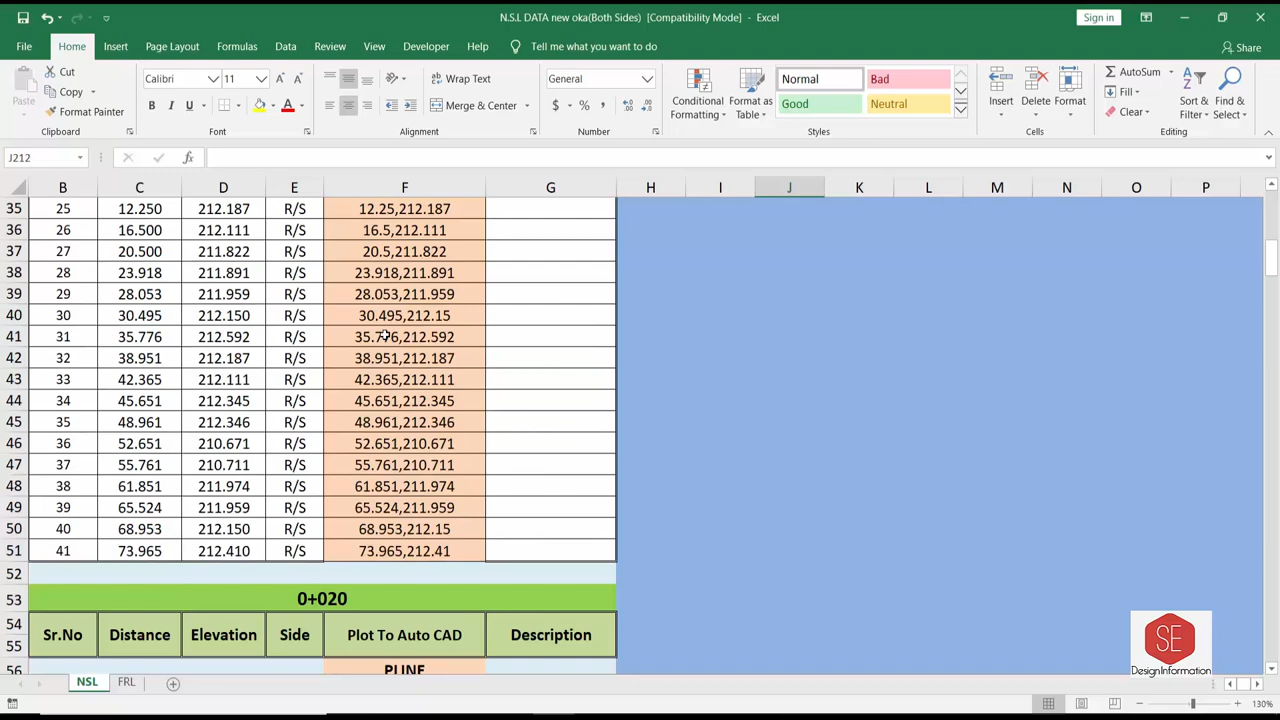 N.S.L DATA new oka(Both Sides) [Compatibility Mode] - Excel
Sign in
File Home Insert Page Layout Formulas Data Review View Developer Help Tell me what you want to do Share
Paste Cut Copy Format Painter
Calibri 11
B I U A
Wrap Text
Merge & Center
General
$ % ,
Conditional Formatting
Format as Table
Normal Bad
Good Neutral
Insert Delete Format
AutoSum
Fill
Clear
Sort & Filter
Find & Select
Clipboard Font Alignment Number Styles Cells Editing
J212 fx
B C D E F G H I J K L M N O P
35 25 12.250 212.187 R/S 12.25,212.187
36 26 16.500 212.111 R/S 16.5,212.111
37 27 20.500 211.822 R/S 20.5,211.822
38 28 23.918 211.891 R/S 23.918,211.891
39 29 28.053 211.959 R/S 28.053,211.959
40 30 30.495 212.150 R/S 30.495,212.15
41 31 35.776 212.592 R/S 35.776,212.592
42 32 38.951 212.187 R/S 38.951,212.187
43 33 42.365 212.111 R/S 42.365,212.111
44 34 45.651 212.345 R/S 45.651,212.345
45 35 48.961 212.346 R/S 48.961,212.346
46 36 52.651 210.671 R/S 52.651,210.671
47 37 55.761 210.711 R/S 55.761,210.711
48 38 61.851 211.974 R/S 61.851,211.974
49 39 65.524 211.959 R/S 65.524,211.959
50 40 68.953 212.150 R/S 68.953,212.15
51 41 73.965 212.410 R/S 73.965,212.41
52
53 0+020
54
Sr.No Distance Elevation Side Plot To Auto CAD Description
55
56 PLINE
SE
DesignInformation
NSL FRL
130%